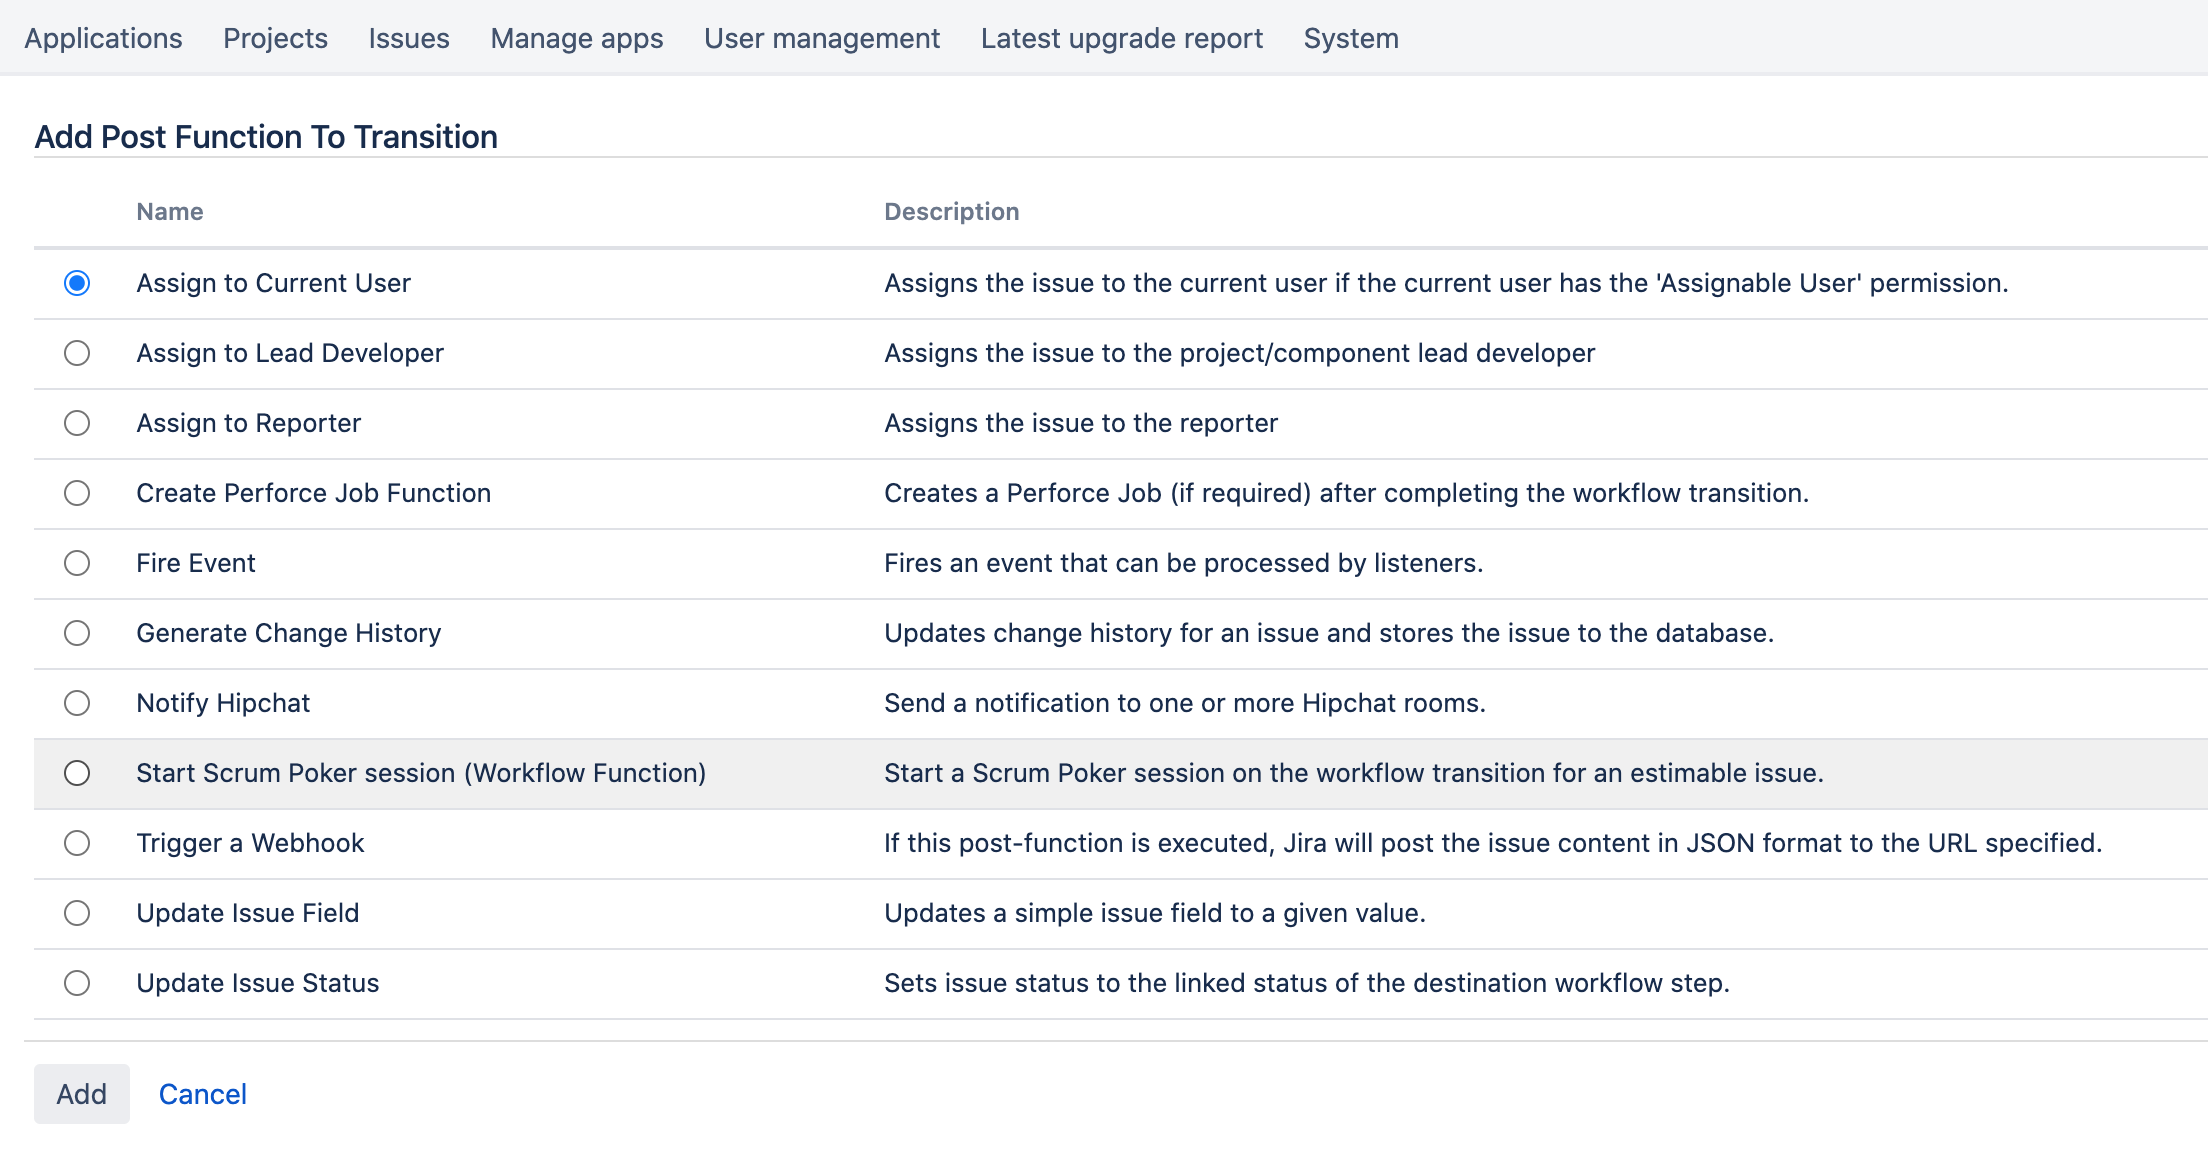 Applications Projects Issues Manage apps User management Latest upgrade report System
Add Post Function To Transition
Name Description
Assign to Current User Assigns the issue to the current user if the current user has the 'Assignable User' permission.
Assign to Lead Developer Assigns the issue to the project/component lead developer
Assign to Reporter Assigns the issue to the reporter
Create Perforce Job Function Creates a Perforce Job (if required) after completing the workflow transition.
Fire Event Fires an event that can be processed by listeners.
Generate Change History Updates change history for an issue and stores the issue to the database.
Notify Hipchat Send a notification to one or more Hipchat rooms.
Start Scrum Poker session (Workflow Function) Start a Scrum Poker session on the workflow transition for an estimable issue.
Trigger a Webhook If this post-function is executed, Jira will post the issue content in JSON format to the URL specified.
Update Issue Field Updates a simple issue field to a given value.
Update Issue Status Sets issue status to the linked status of the destination workflow step.
Add Cancel